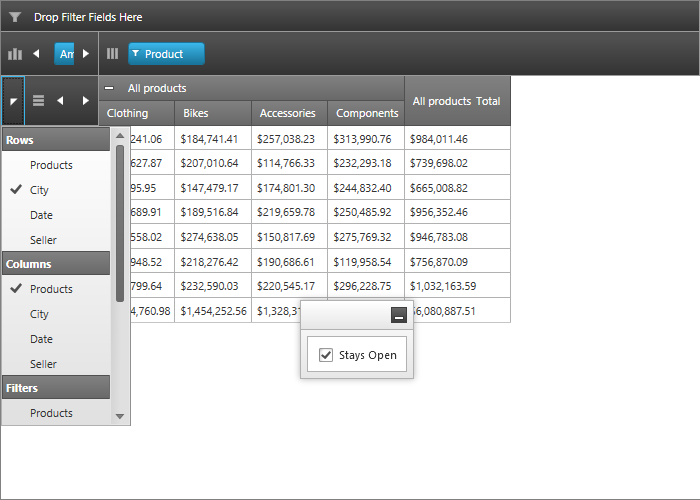 Drop Filter Fields Here
Product
All products
Clothing Bikes Accessories Components All products Total
Rows
Products
City
Date
Seller
Columns
Products
City
Date
Seller
Filters
Products
241.06 $184,741.41 $257,038.23 $313,990.76 $984,011.46
627.87 $207,010.64 $114,766.33 $232,293.18 $739,698.02
95.95 $147,479.17 $174,801.30 $244,832.40 $665,008.82
689.91 $189,516.84 $219,659.78 $250,485.92 $956,352.46
558.02 $274,638.05 $150,817.69 $275,769.32 $946,783.08
948.52 $218,276.42 $190,686.61 $119,958.54 $756,870.09
799.64 $232,590.03 $220,545.17 $296,228.75 $1,032,163.59
4,760.98 $1,454,252.56 $1,328,31 6,080,887.51
Stays Open